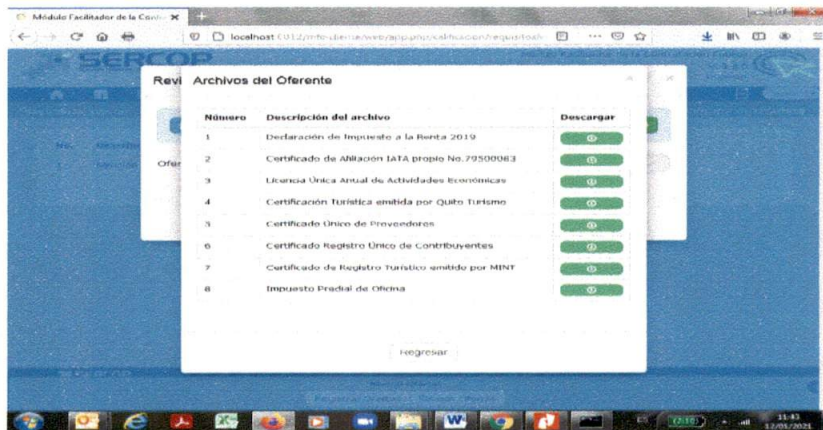 Módulo Facilitador de la Contr
SERCOP
Revi
Archivos del Oferente
Número Descripción del archivo Descargar
1 Declaración de Impuesto a la Renta 2019
2 Certificado de Afiliación IATA propio No.79500083
3 Licencia Única Anual de Actividades Económicas
4 Certificación Turística emitida por Quito Turismo
5 Certificado Único de Proveedores
6 Certificado Registro Único de Contribuyentes
7 Certificado de Registro Turístico emitido por MINT
8 Impuesto Predial de Oficina
No.
Ofer
Regresar
11:43
12/01/2021